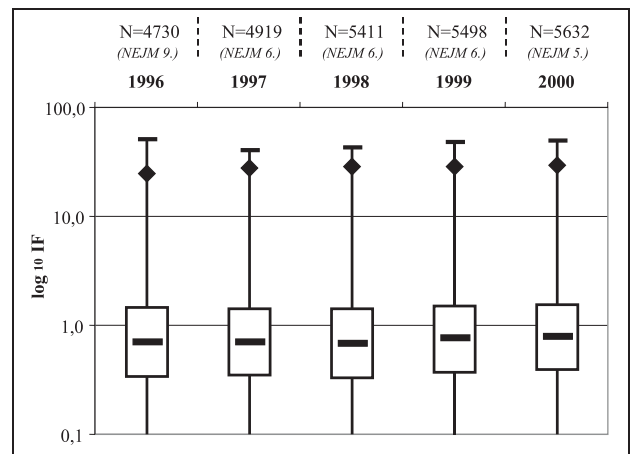 N=4730 N=4919 N=5411 N=5498 N=5632
(NEJM 9.) (NEJM 6.) (NEJM 6.) (NEJM 6.) (NEJM 5.)
1996 1997 1998 1999 2000
100,0
10,0
log 10 IF
1,0
0,1